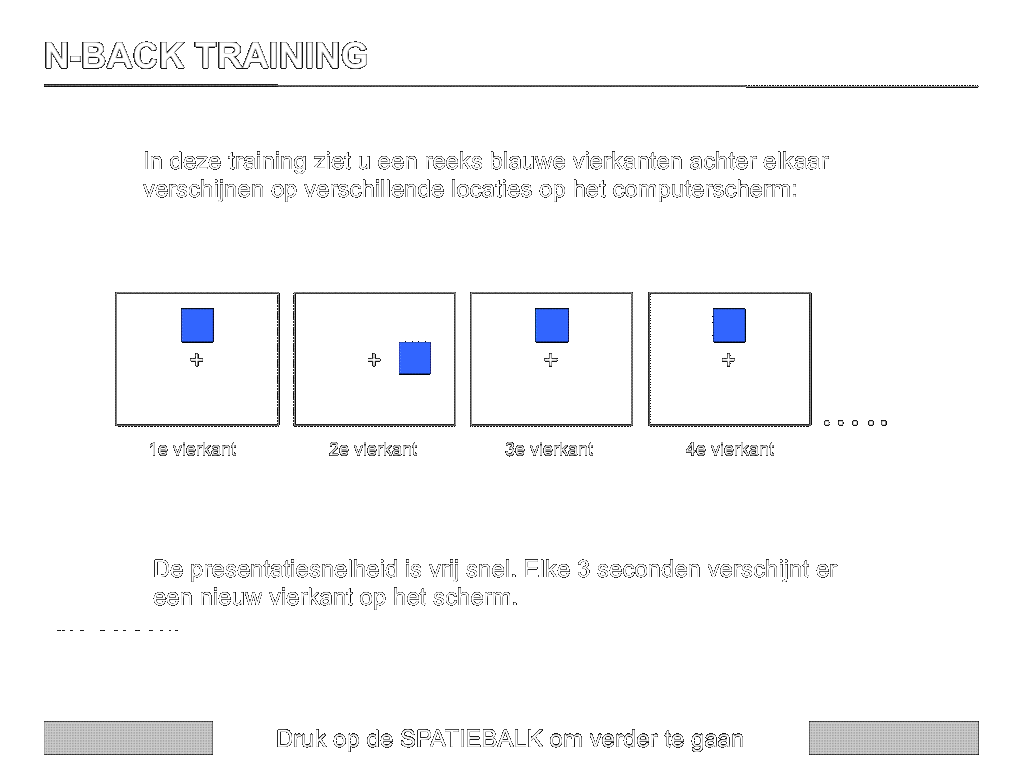 N-BACK TRAINING
In deze training ziet u een reeks blauwe vierkanten achter elkaar
verschijnen op verschillende locaties op het computerscherm:
1e vierkant 2e vierkant 3e vierkant 4e vierkant
De presentatiesnelheid is vrij snel. Elke 3 seconden verschijnt er
een nieuw vierkant op het scherm.
Druk op de SPATIEBALK om verder te gaan